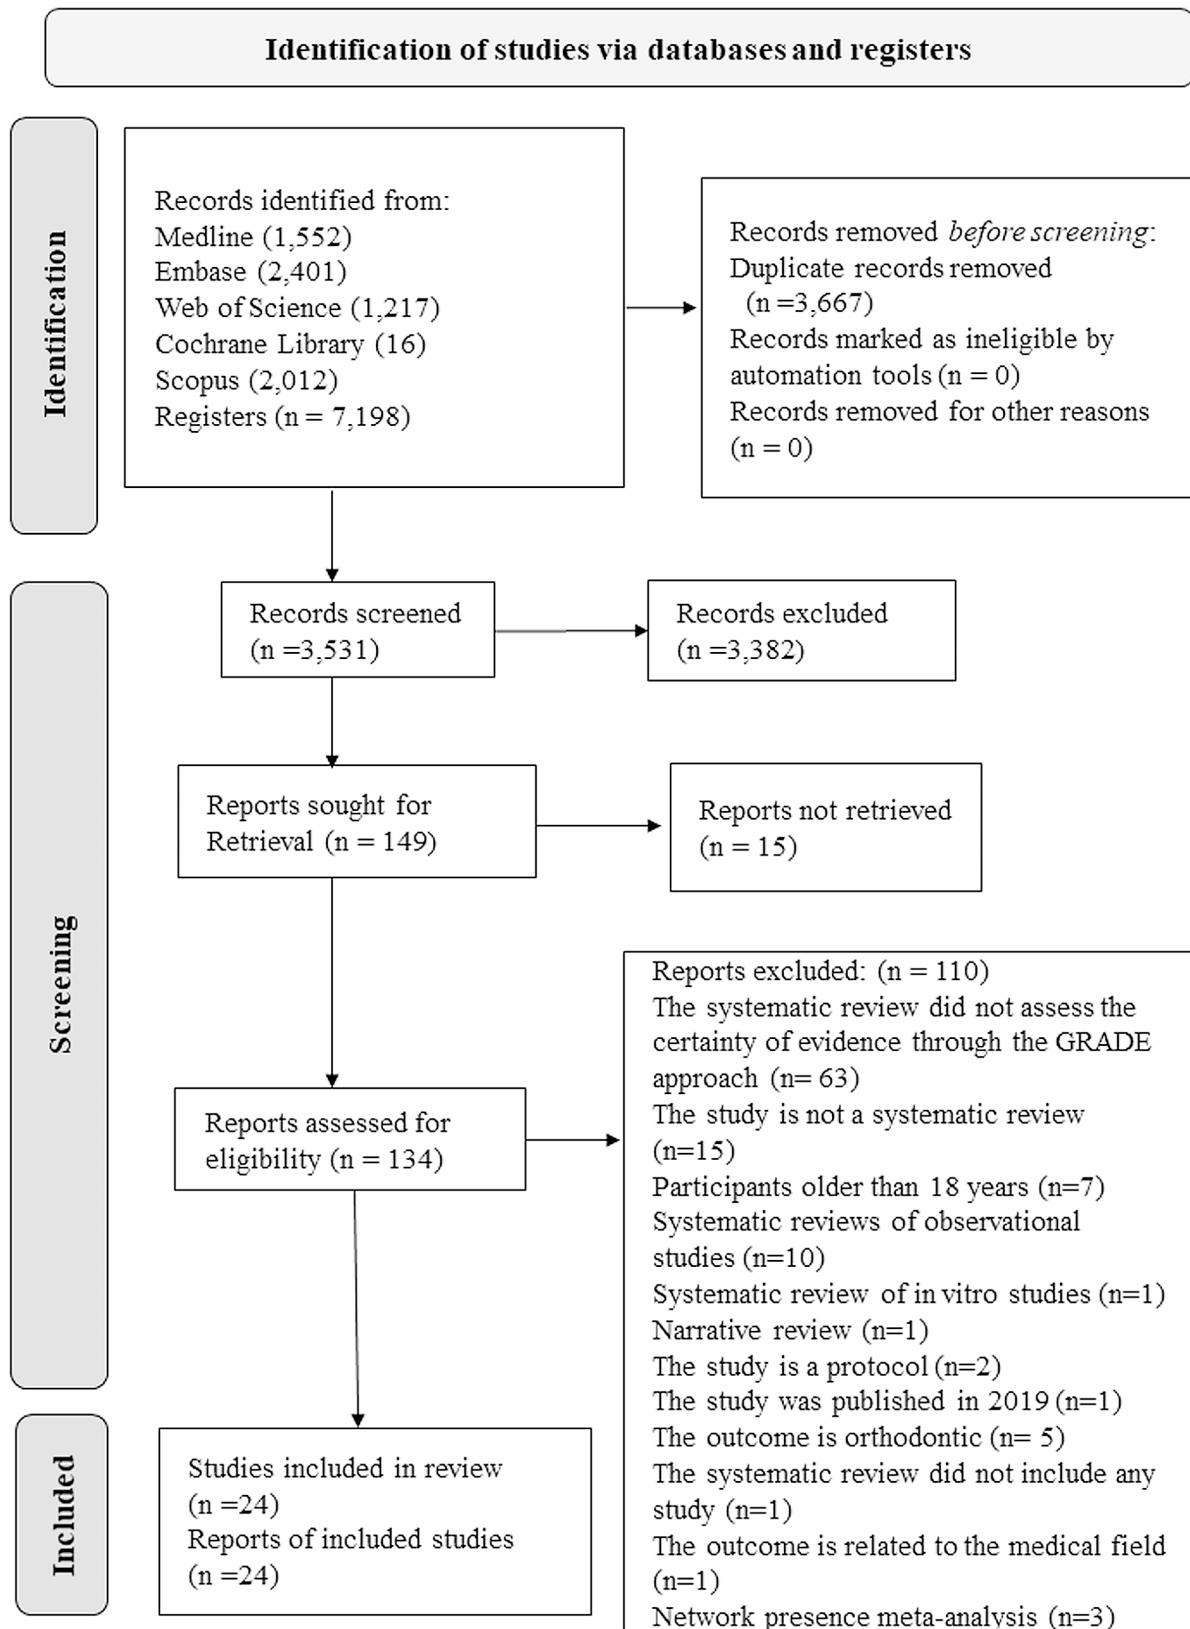 Identification of studies via databases and registers
Identification
Records identified from:
Medline (1,552)
Embase (2,401)
Web of Science (1,217)
Cochrane Library (16)
Scopus (2,012)
Registers (n = 7,198)
Records removed before screening:
Duplicate records removed
(n =3,667)
Records marked as ineligible by
automation tools (n = 0)
Records removed for other reasons
(n = 0)
Screening
Records screened
(n =3,531)
Records excluded
(n =3,382)
Reports sought for
Retrieval (n = 149)
Reports not retrieved
(n = 15)
Reports assessed for
eligibility (n = 134)
Reports excluded: (n = 110)
The systematic review did not assess the
certainty of evidence through the GRADE
approach (n= 63)
The study is not a systematic review
(n=15)
Participants older than 18 years (n=7)
Systematic reviews of observational
studies (n=10)
Systematic review of in vitro studies (n=1)
Narrative review (n=1)
The study is a protocol (n=2)
The study was published in 2019 (n=1)
The outcome is orthodontic (n= 5)
The systematic review did not include any
study (n=1)
The outcome is related to the medical field
(n=1)
Network presence meta-analysis (n=3)
Included
Studies included in review
(n =24)
Reports of included studies
(n =24)